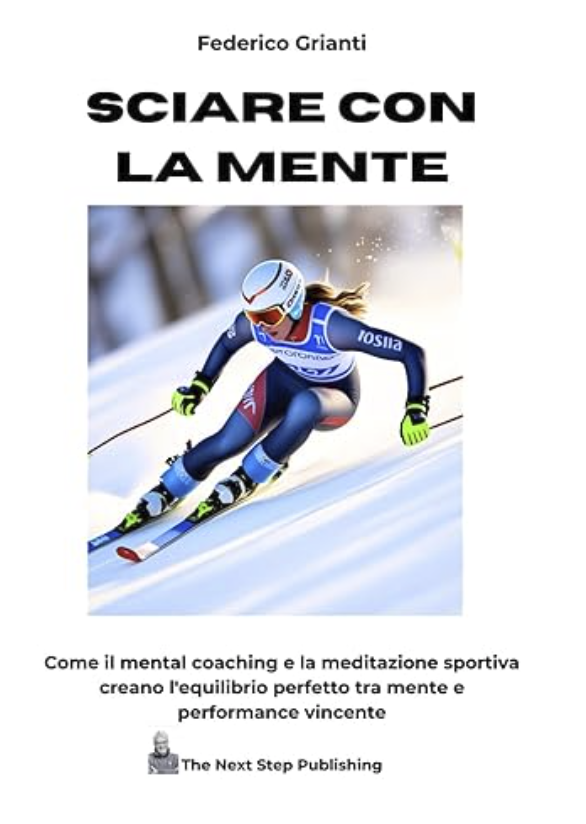 Federico Grianti
SCIARE CON
LA MENTE
Come il mental coaching e la meditazione sportiva
creano l'equilibrio perfetto tra mente e
performance vincente
The Next Step Publishing